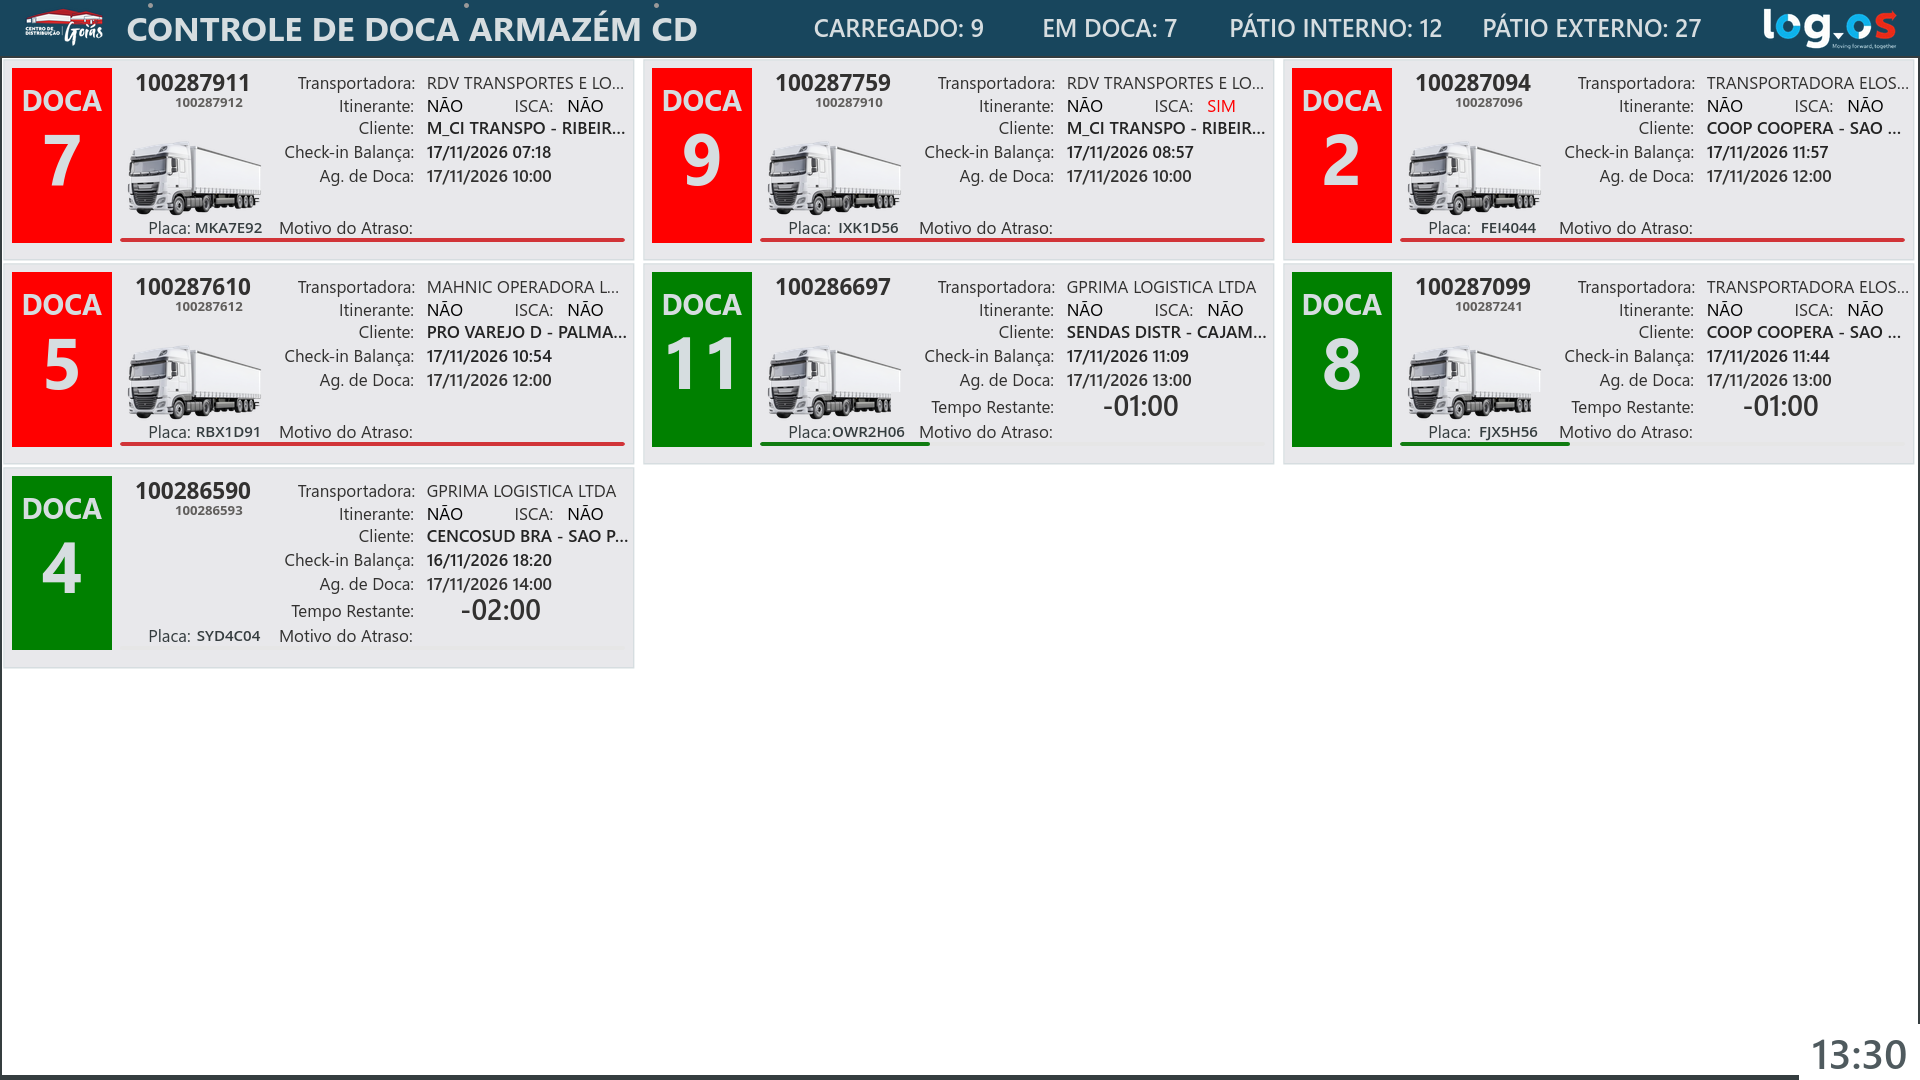 CENTRO DE DISTRIBUIÇÃO Goiás
CONTROLE DE DOCA ARMAZÉM CD
CARREGADO: 9
EM DOCA: 7
PÁTIO INTERNO: 12
PÁTIO EXTERNO: 27
log.os
Moving forward, together
DOCA
7
100287911
100287912
Transportadora: RDV TRANSPORTES E LO...
Itinerante: NÃO ISCA: NÃO
Cliente: M_CI TRANSPO - RIBEIR...
Check-in Balança: 17/11/2026 07:18
Ag. de Doca: 17/11/2026 10:00
Placa: MKA7E92 Motivo do Atraso:
DOCA
9
100287759
100287910
Transportadora: RDV TRANSPORTES E LO...
Itinerante: NÃO ISCA: SIM
Cliente: M_CI TRANSPO - RIBEIR...
Check-in Balança: 17/11/2026 08:57
Ag. de Doca: 17/11/2026 10:00
Placa: IXK1D56 Motivo do Atraso:
DOCA
2
100287094
100287096
Transportadora: TRANSPORTADORA ELOS...
Itinerante: NÃO ISCA: NÃO
Cliente: COOP COOPERA - SAO ...
Check-in Balança: 17/11/2026 11:57
Ag. de Doca: 17/11/2026 12:00
Placa: FEI4044 Motivo do Atraso:
DOCA
5
100287610
100287612
Transportadora: MAHNIC OPERADORA L...
Itinerante: NÃO ISCA: NÃO
Cliente: PRO VAREJO D - PALMA...
Check-in Balança: 17/11/2026 10:54
Ag. de Doca: 17/11/2026 12:00
Placa: RBX1D91 Motivo do Atraso:
DOCA
11
100286697
Transportadora: GPRIMA LOGISTICA LTDA
Itinerante: NÃO ISCA: NÃO
Cliente: SENDAS DISTR - CAJAM...
Check-in Balança: 17/11/2026 11:09
Ag. de Doca: 17/11/2026 13:00
Tempo Restante: -01:00
Placa: OWR2H06 Motivo do Atraso:
DOCA
8
100287099
100287241
Transportadora: TRANSPORTADORA ELOS...
Itinerante: NÃO ISCA: NÃO
Cliente: COOP COOPERA - SAO ...
Check-in Balança: 17/11/2026 11:44
Ag. de Doca: 17/11/2026 13:00
Tempo Restante: -01:00
Placa: FJX5H56 Motivo do Atraso:
DOCA
4
100286590
100286593
Transportadora: GPRIMA LOGISTICA LTDA
Itinerante: NÃO ISCA: NÃO
Cliente: CENCOSUD BRA - SAO P...
Check-in Balança: 16/11/2026 18:20
Ag. de Doca: 17/11/2026 14:00
Tempo Restante: -02:00
Placa: SYD4C04 Motivo do Atraso:
13:30